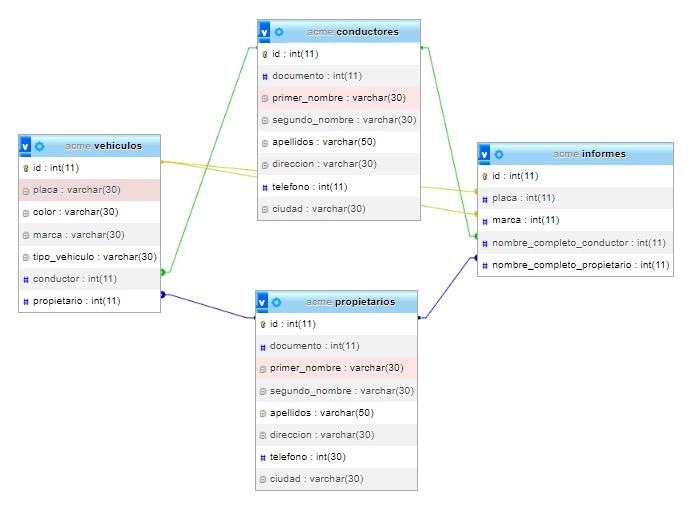 acme conductores
id : int(11)
documento : int(11)
primer_nombre : varchar(30)
segundo_nombre : varchar(30)
apellidos : varchar(50)
direccion : varchar(30)
telefono : int(11)
ciudad : varchar(30)
acme vehiculos
id : int(11)
placa : varchar(30)
color : varchar(30)
marca : varchar(30)
tipo_vehiculo : varchar(30)
conductor : int(11)
propietario : int(11)
acme informes
id : int(11)
placa : int(11)
marca : int(11)
nombre_completo_conductor : int(11)
nombre_completo_propietario : int(11)
acme propietarios
id : int(11)
documento : int(11)
primer_nombre : varchar(30)
segundo_nombre : varchar(30)
apellidos : varchar(50)
direccion : varchar(30)
telefono : int(30)
ciudad : varchar(30)